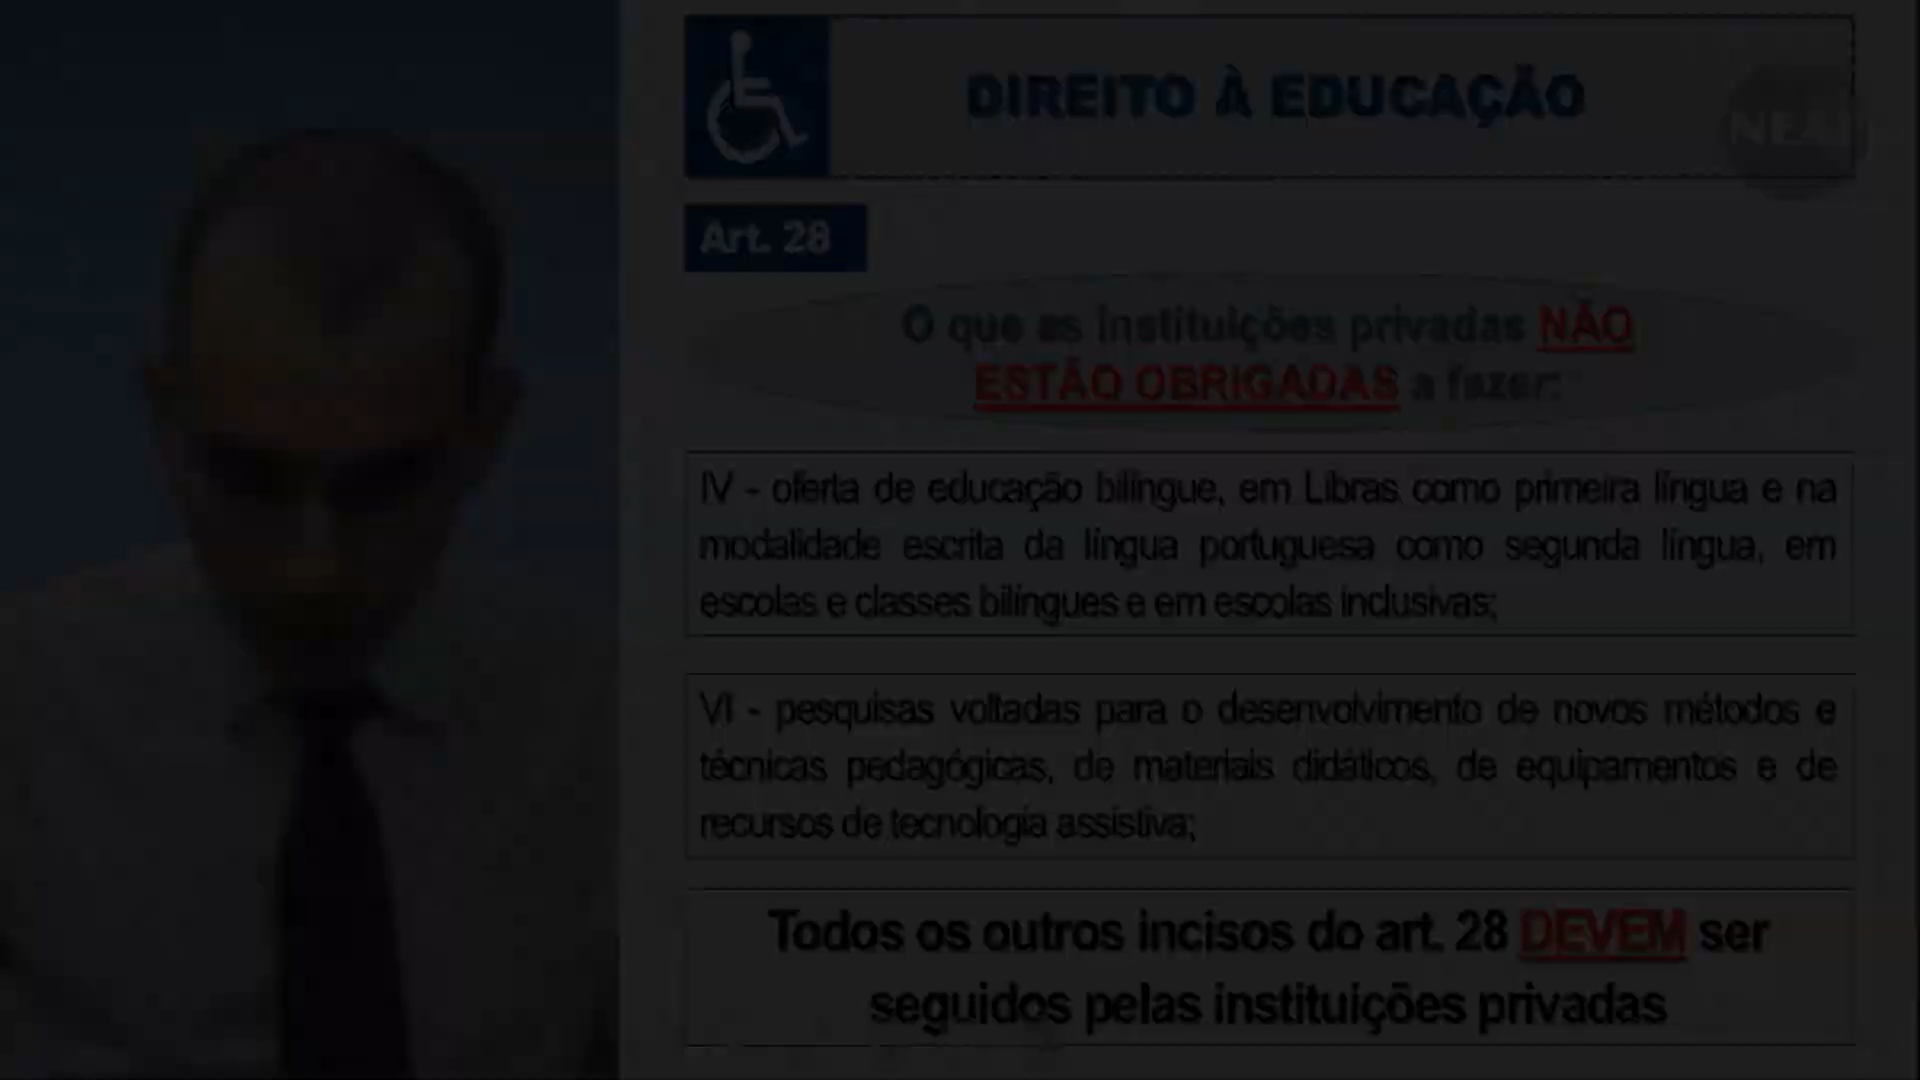 DIREITO À EDUCAÇÃO
NEAF
Art. 28
O que as instituições privadas NÃO
ESTÃO OBRIGADAS a fazer:
IV - oferta de educação bilíngue, em Libras como primeira língua e na
modalidade escrita da língua portuguesa como segunda língua, em
escolas e classes bilíngues e em escolas inclusivas;
VI - pesquisas voltadas para o desenvolvimento de novos métodos e
técnicas pedagógicas, de materiais didáticos, de equipamentos e de
recursos de tecnologia assistiva;
Todos os outros incisos do art. 28 DEVEM ser
seguidos pelas instituições privadas